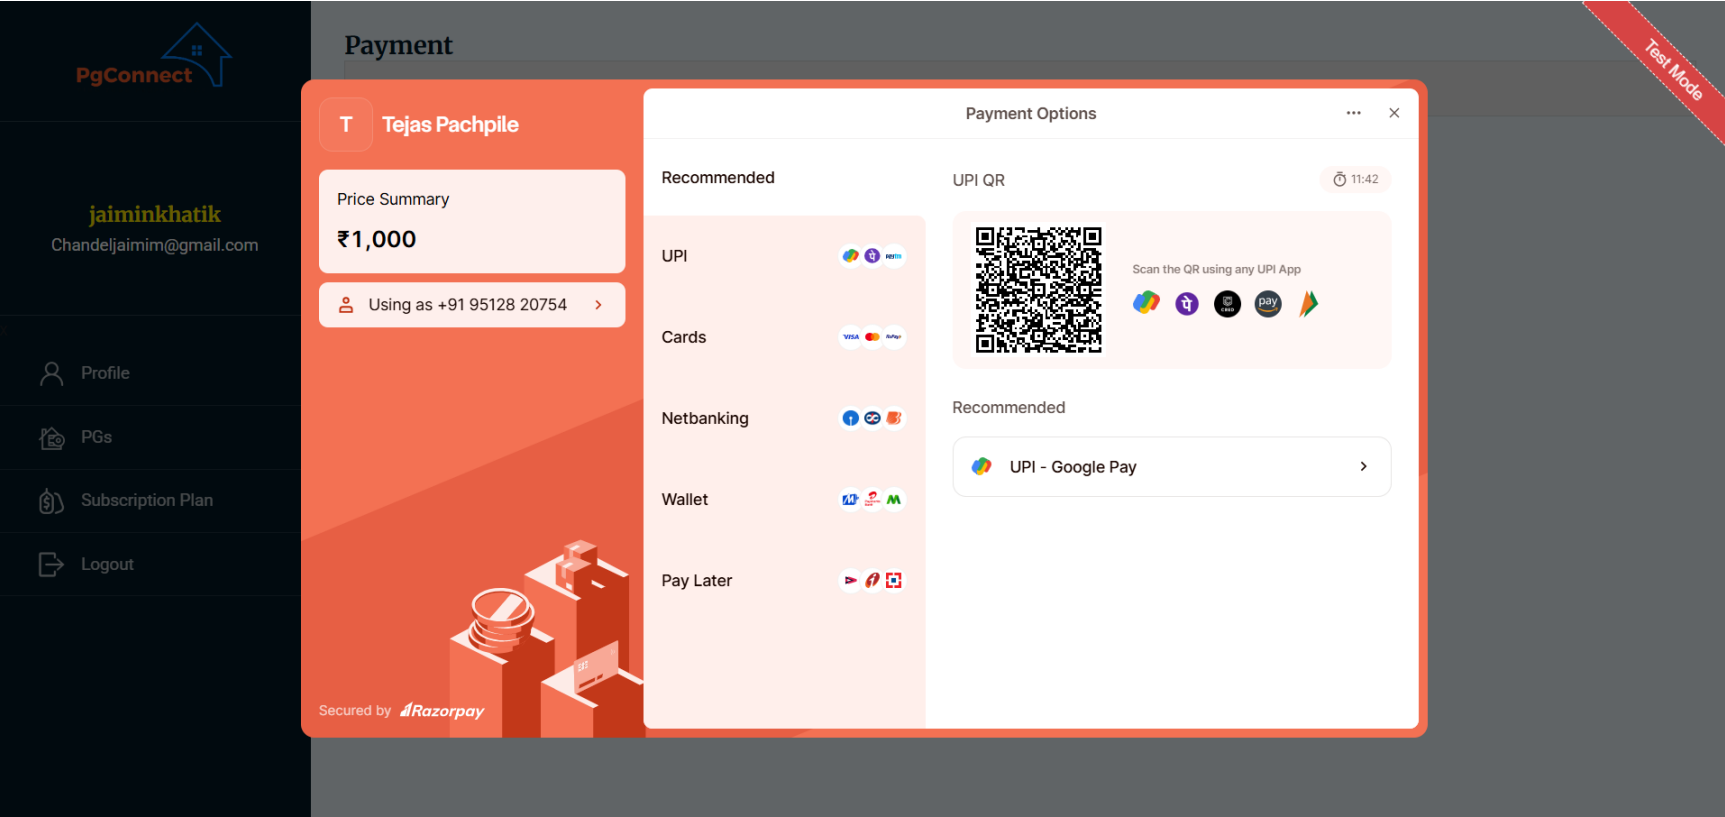 PgConnect
jaiminkhatik
Chandeljaimim@gmail.com
Profile
PGs
Subscription Plan
Logout
Payment
Test Mode
T
Tejas Pachpile
Price Summary
₹1,000
Using as +91 95128 20754
Secured by Razorpay
Payment Options
Recommended
UPI
Cards
VISA
Netbanking
Wallet
Pay Later
UPI QR
11:42
Scan the QR using any UPI App
पे
pay
Recommended
UPI - Google Pay